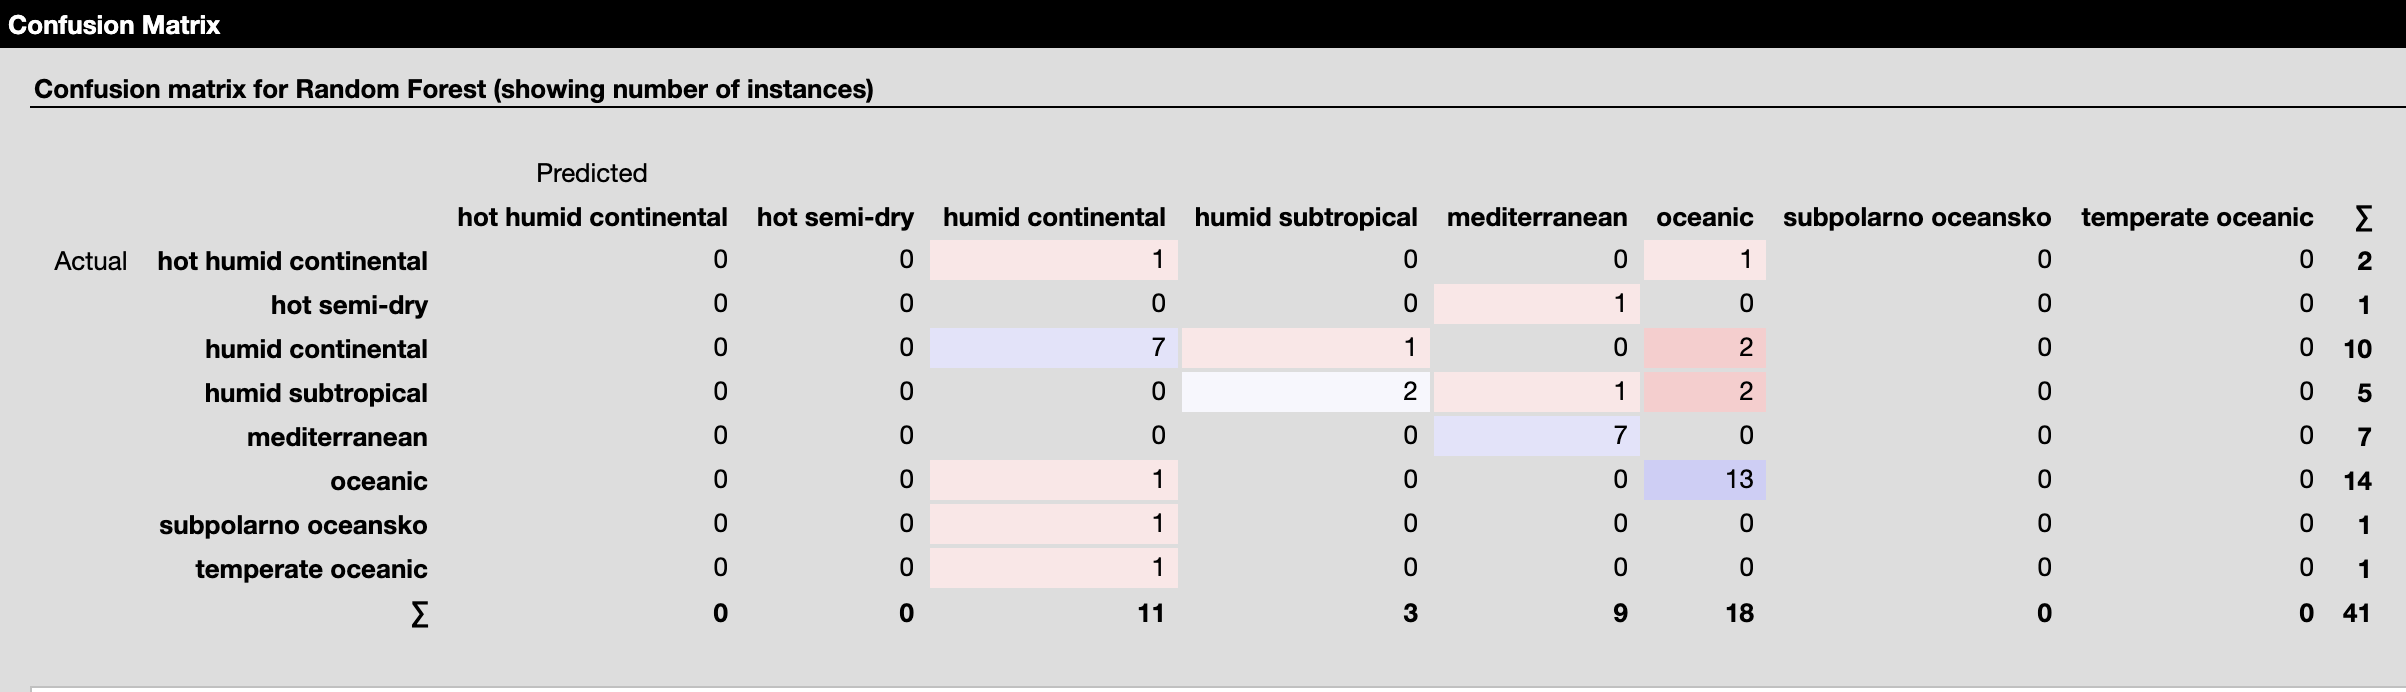 Confusion Matrix
Confusion matrix for Random Forest (showing number of instances)
Predicted
hot humid continental hot semi-dry humid continental humid subtropical mediterranean oceanic subpolarno oceansko temperate oceanic Σ
Actual hot humid continental 0 0 1 0 0 1 0 0 2
hot semi-dry 0 0 0 0 1 0 0 0 1
humid continental 0 0 7 1 0 2 0 0 10
humid subtropical 0 0 0 2 1 2 0 0 5
mediterranean 0 0 0 0 7 0 0 0 7
oceanic 0 0 1 0 0 13 0 0 14
subpolarno oceansko 0 0 1 0 0 0 0 0 1
temperate oceanic 0 0 1 0 0 0 0 0 1
Σ 0 0 11 3 9 18 0 0 41